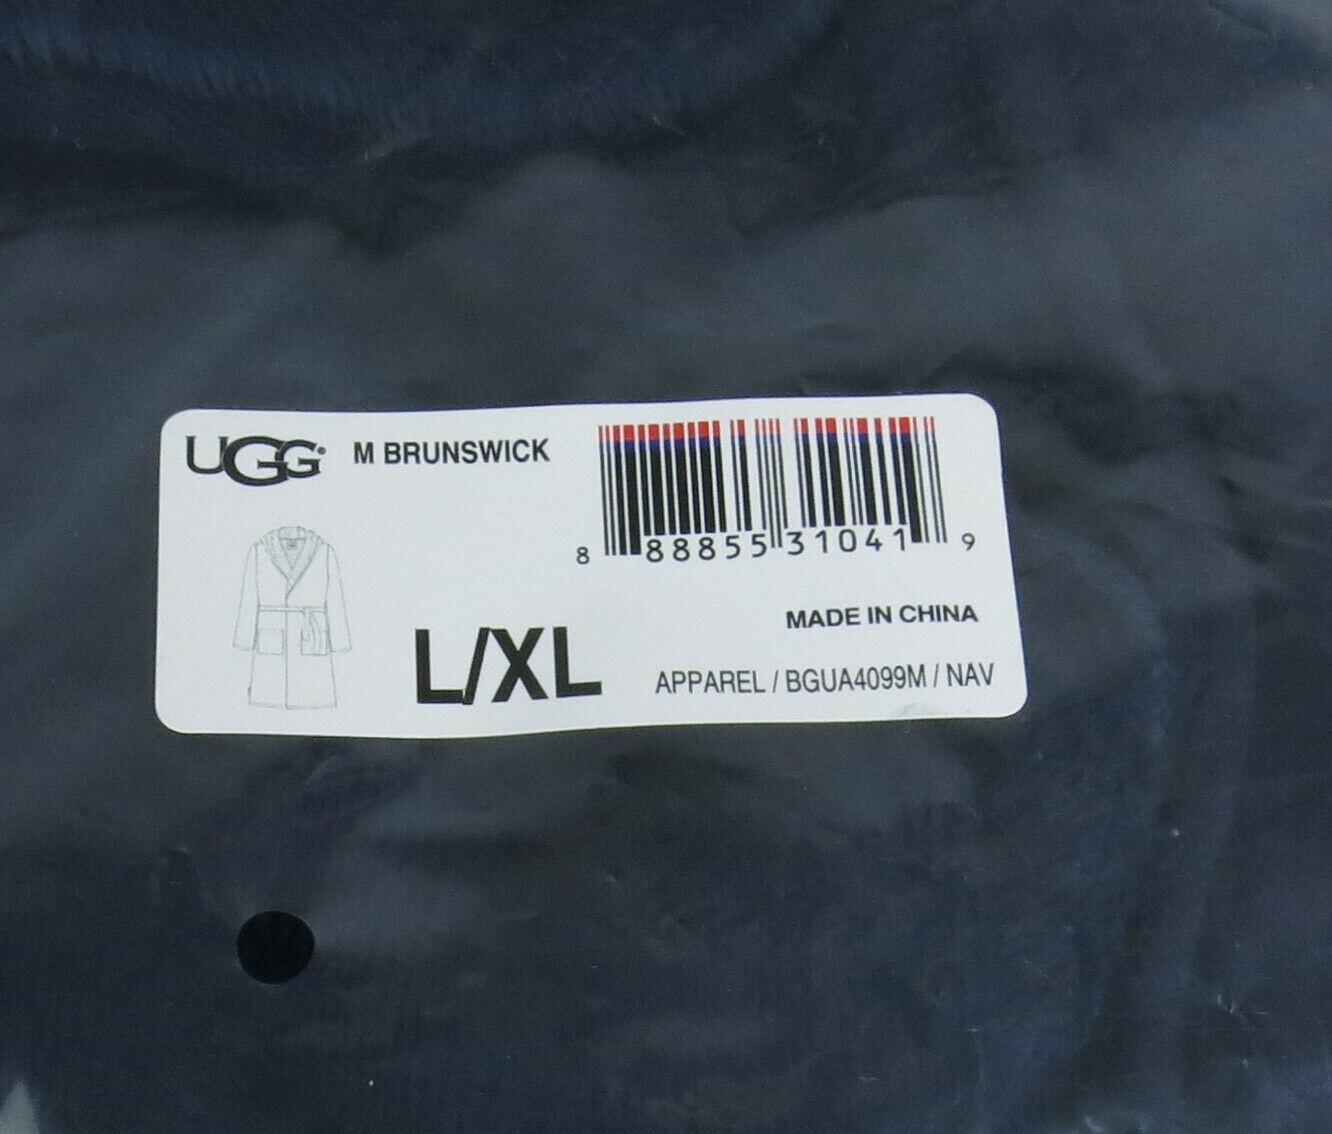 UGG® M BRUNSWICK
8 88855 31041 9
MADE IN CHINA
L/XL
APPAREL / BGUA4099M / NAV